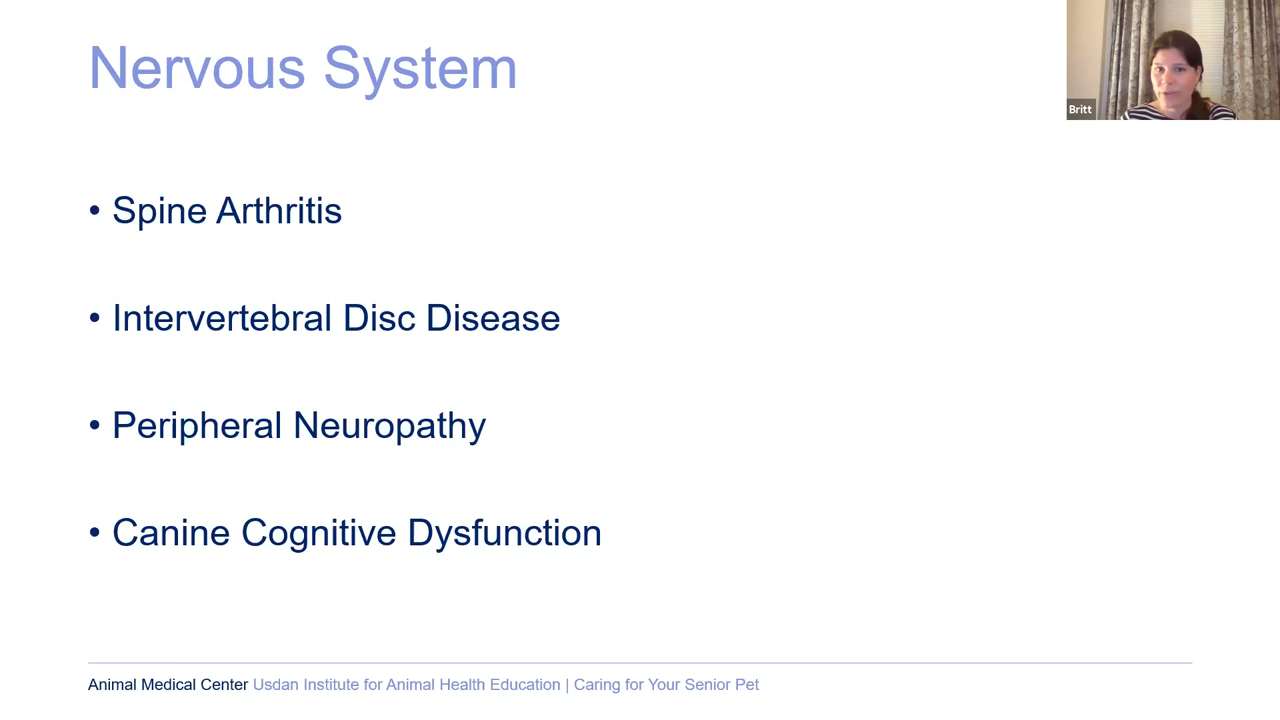 Nervous System
Britt
• Spine Arthritis
• Intervertebral Disc Disease
• Peripheral Neuropathy
• Canine Cognitive Dysfunction
Animal Medical Center Usdan Institute for Animal Health Education | Caring for Your Senior Pet